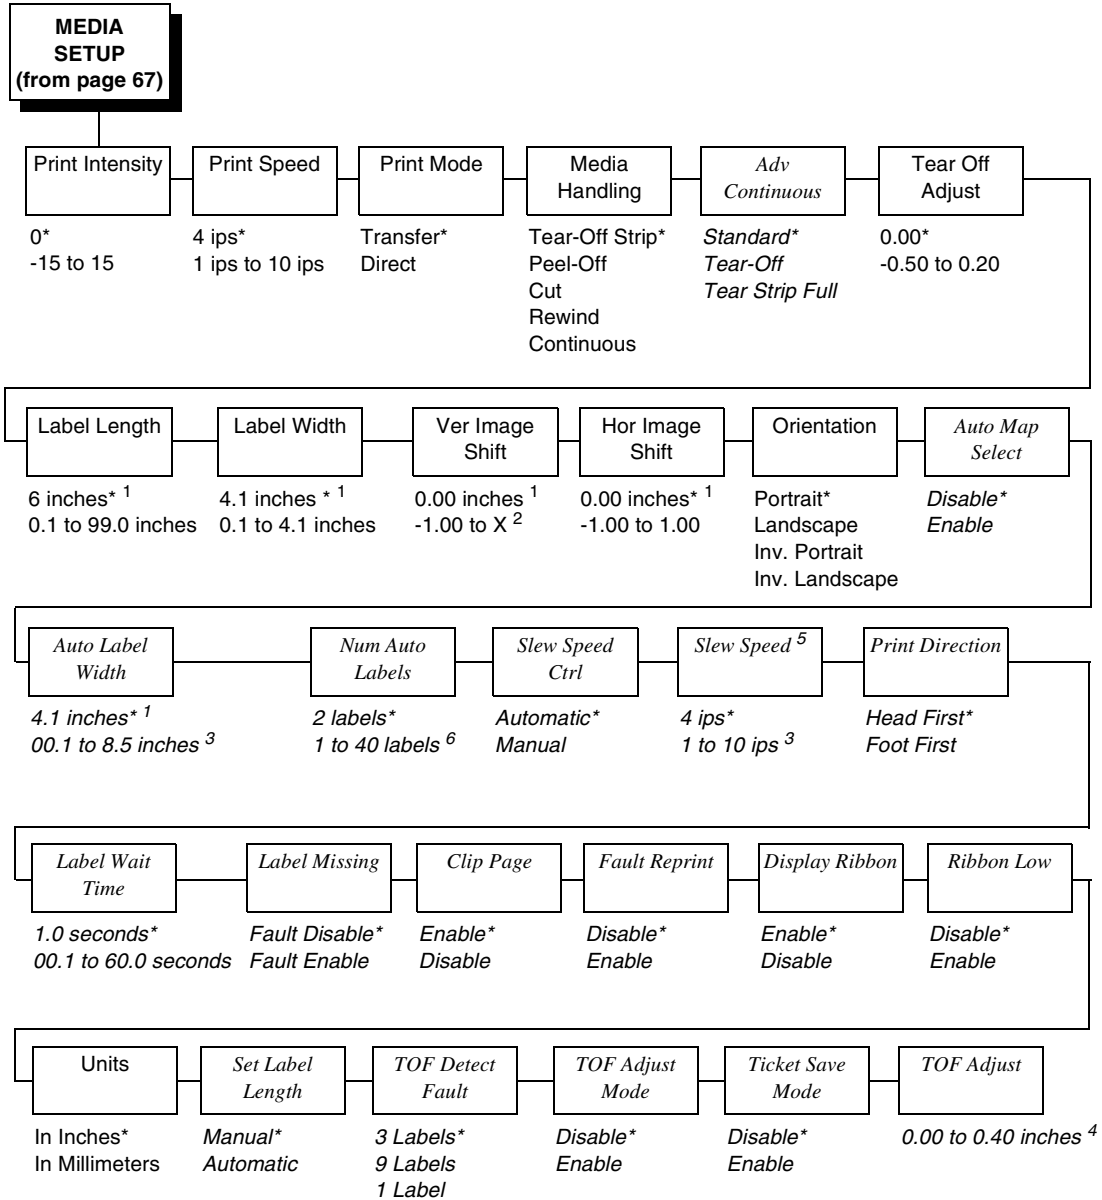 MEDIA
SETUP
(from page 67)
Print Intensity
0*
-15 to 15
Print Speed
4 ips*
1 ips to 10 ips
Print Mode
Transfer*
Direct
Media
Handling
Tear-Off Strip*
Peel-Off
Cut
Rewind
Continuous
Adv
Continuous
Standard*
Tear-Off
Tear Strip Full
Tear Off
Adjust
0.00*
-0.50 to 0.20
Label Length
6 inches* 1
0.1 to 99.0 inches
Label Width
4.1 inches * 1
0.1 to 4.1 inches
Ver Image
Shift
0.00 inches 1
-1.00 to X 2
Hor Image
Shift
0.00 inches* 1
-1.00 to 1.00
Orientation
Portrait*
Landscape
Inv. Portrait
Inv. Landscape
Auto Map
Select
Disable*
Enable
Auto Label
Width
4.1 inches* 1
00.1 to 8.5 inches 3
Num Auto
Labels
2 labels*
1 to 40 labels 6
Slew Speed
Ctrl
Automatic*
Manual
Slew Speed 5
4 ips*
1 to 10 ips 3
Print Direction
Head First*
Foot First
Label Wait
Time
1.0 seconds*
00.1 to 60.0 seconds
Label Missing
Fault Disable*
Fault Enable
Clip Page
Enable*
Disable
Fault Reprint
Disable*
Enable
Display Ribbon
Enable*
Disable
Ribbon Low
Disable*
Enable
Units
In Inches*
In Millimeters
Set Label
Length
Manual*
Automatic
TOF Detect
Fault
3 Labels*
9 Labels
1 Label
TOF Adjust
Mode
Disable*
Enable
Ticket Save
Mode
Disable*
Enable
TOF Adjust
0.00 to 0.40 inches 4